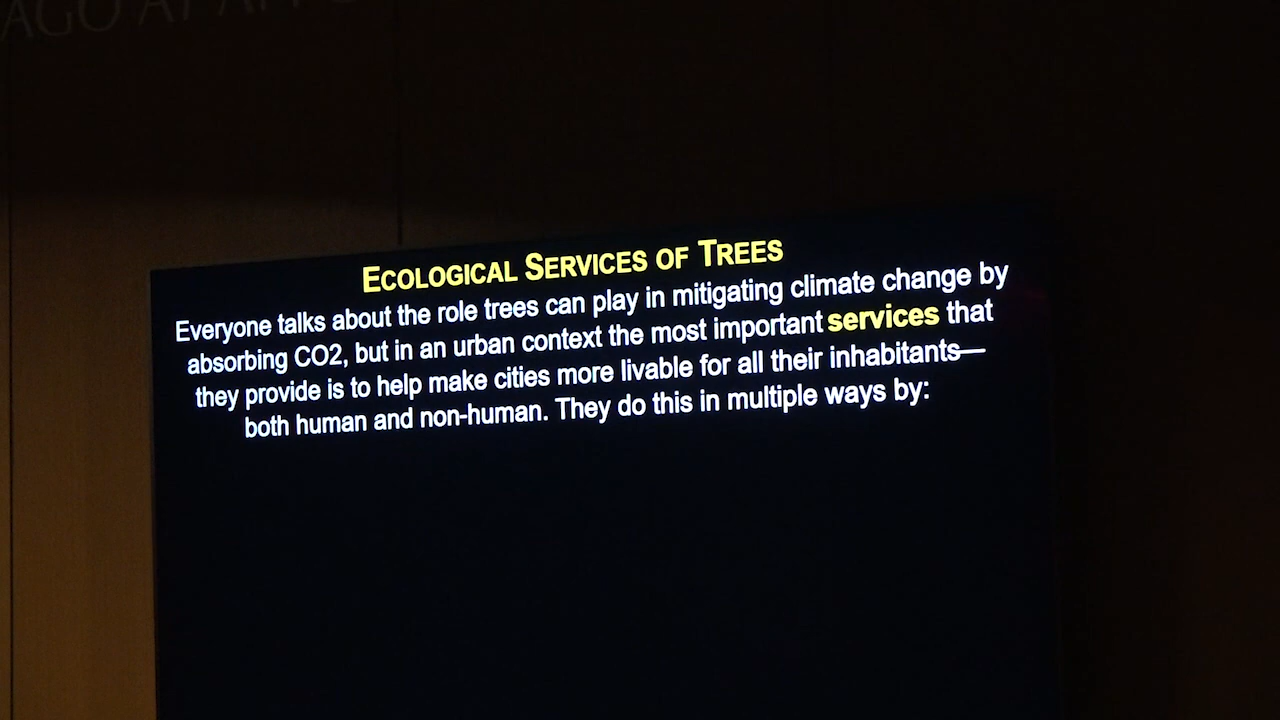 ECOLOGICAL SERVICES OF TREES
Everyone talks about the role trees can play in mitigating climate change by
absorbing CO2, but in an urban context the most important services that
they provide is to help make cities more livable for all their inhabitants—
both human and non-human. They do this in multiple ways by: